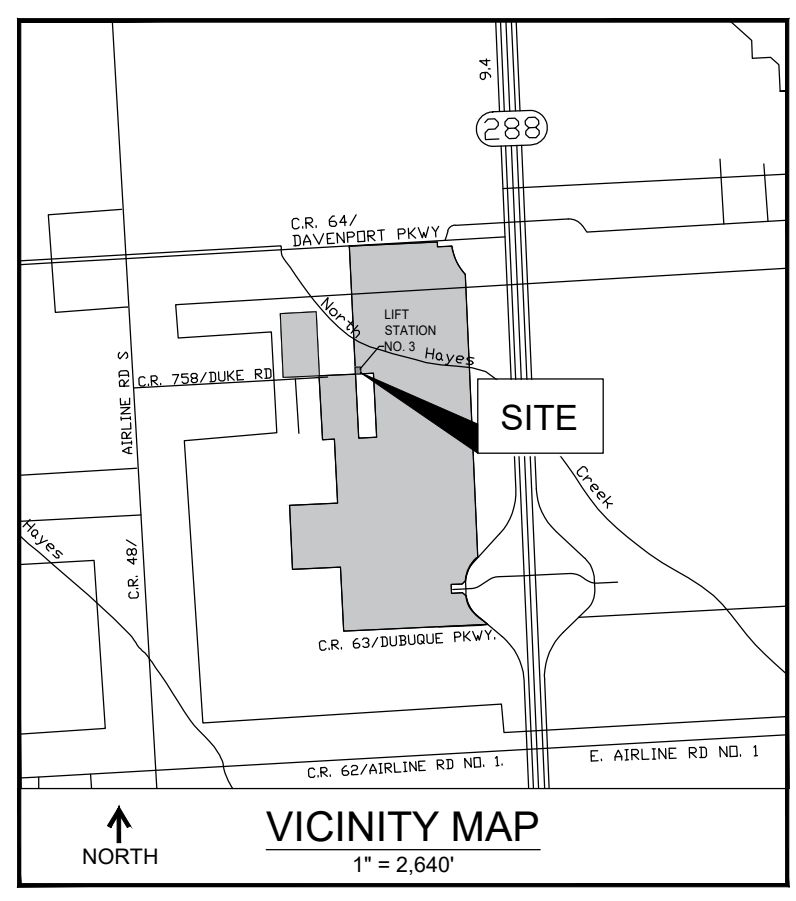 9.4
288
C.R. 64/
DAVENPORT PKWY
North
LIFT
STATION
NO. 3
Hayes
AIRLINE RD S
C.R. 758/DUKE RD
SITE
Creek
Hayes
C.R. 48/
C.R. 63/DUBUQUE PKWY.
C.R. 62/AIRLINE RD NO. 1.
E. AIRLINE RD NO. 1
NORTH
VICINITY MAP
1" = 2,640'